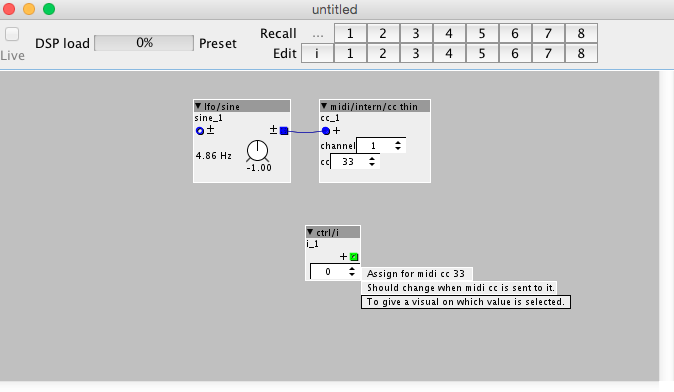 untitled
Live
DSP load 0% Preset
Recall ... 1 2 3 4 5 6 7 8
Edit i 1 2 3 4 5 6 7 8
▼ lfo/sine
sine_1
± ±
4.86 Hz
-1.00
▼ midi/intern/cc thin
cc_1
+
channel 1
cc 33
▼ ctrl/i
i_1
+
0
Assign for midi cc 33
Should change when midi cc is sent to it.
To give a visual on which value is selected.